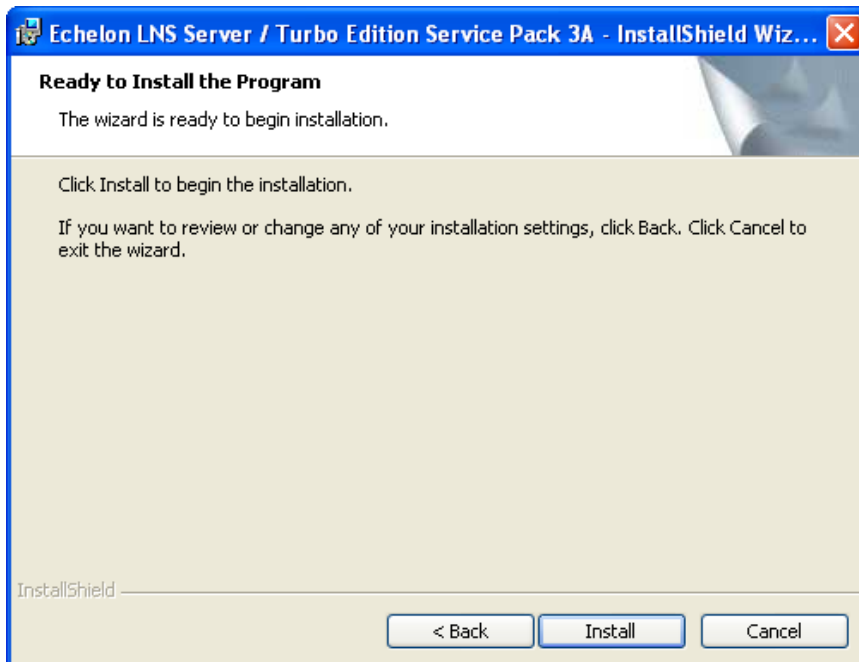 Echelon LNS Server / Turbo Edition Service Pack 3A - InstallShield Wiz...
Ready to Install the Program
The wizard is ready to begin installation.
Click Install to begin the installation.
If you want to review or change any of your installation settings, click Back. Click Cancel to
exit the wizard.
InstallShield
< Back
Install
Cancel